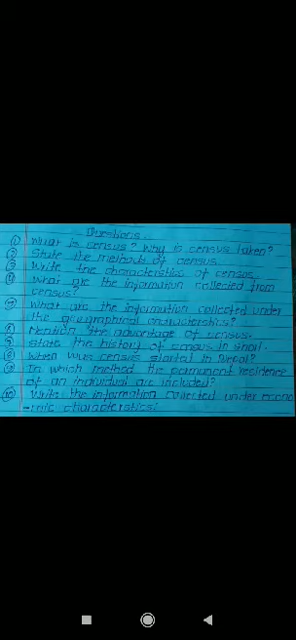 Questions.
① What is census? Why is census taken?
② State the methods of census.
③ Write the characteristics of census
④ What are the information collected from
census?
⑤ What are the information collected under
the geographical characteristics?
⑥ Mention the advantage of census.
⑦ State the history of census in short.
⑧ When was census started in Nepal?
⑨ In which method the permanent residence
of an individual are included?
⑩ Write the information collected under econo
-mic characteristics.